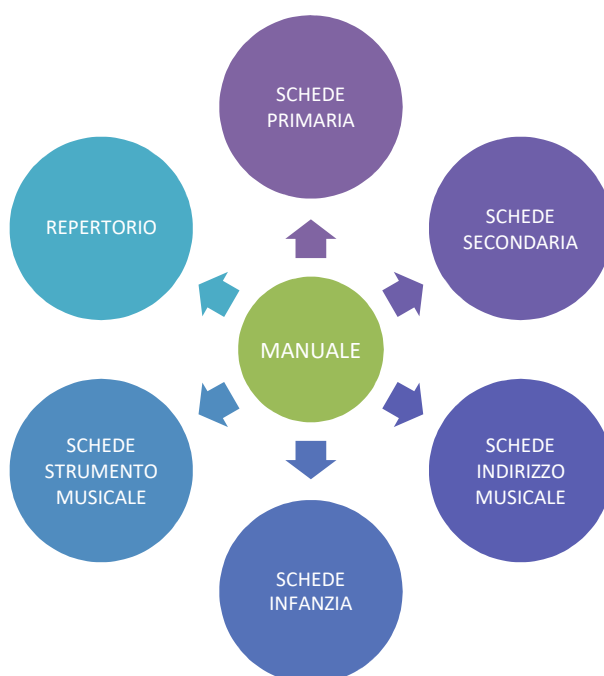 SCHEDE
PRIMARIA
REPERTORIO
SCHEDE
SECONDARIA
MANUALE
SCHEDE
STRUMENTO
MUSICALE
SCHEDE
INDIRIZZO
MUSICALE
SCHEDE
INFANZIA